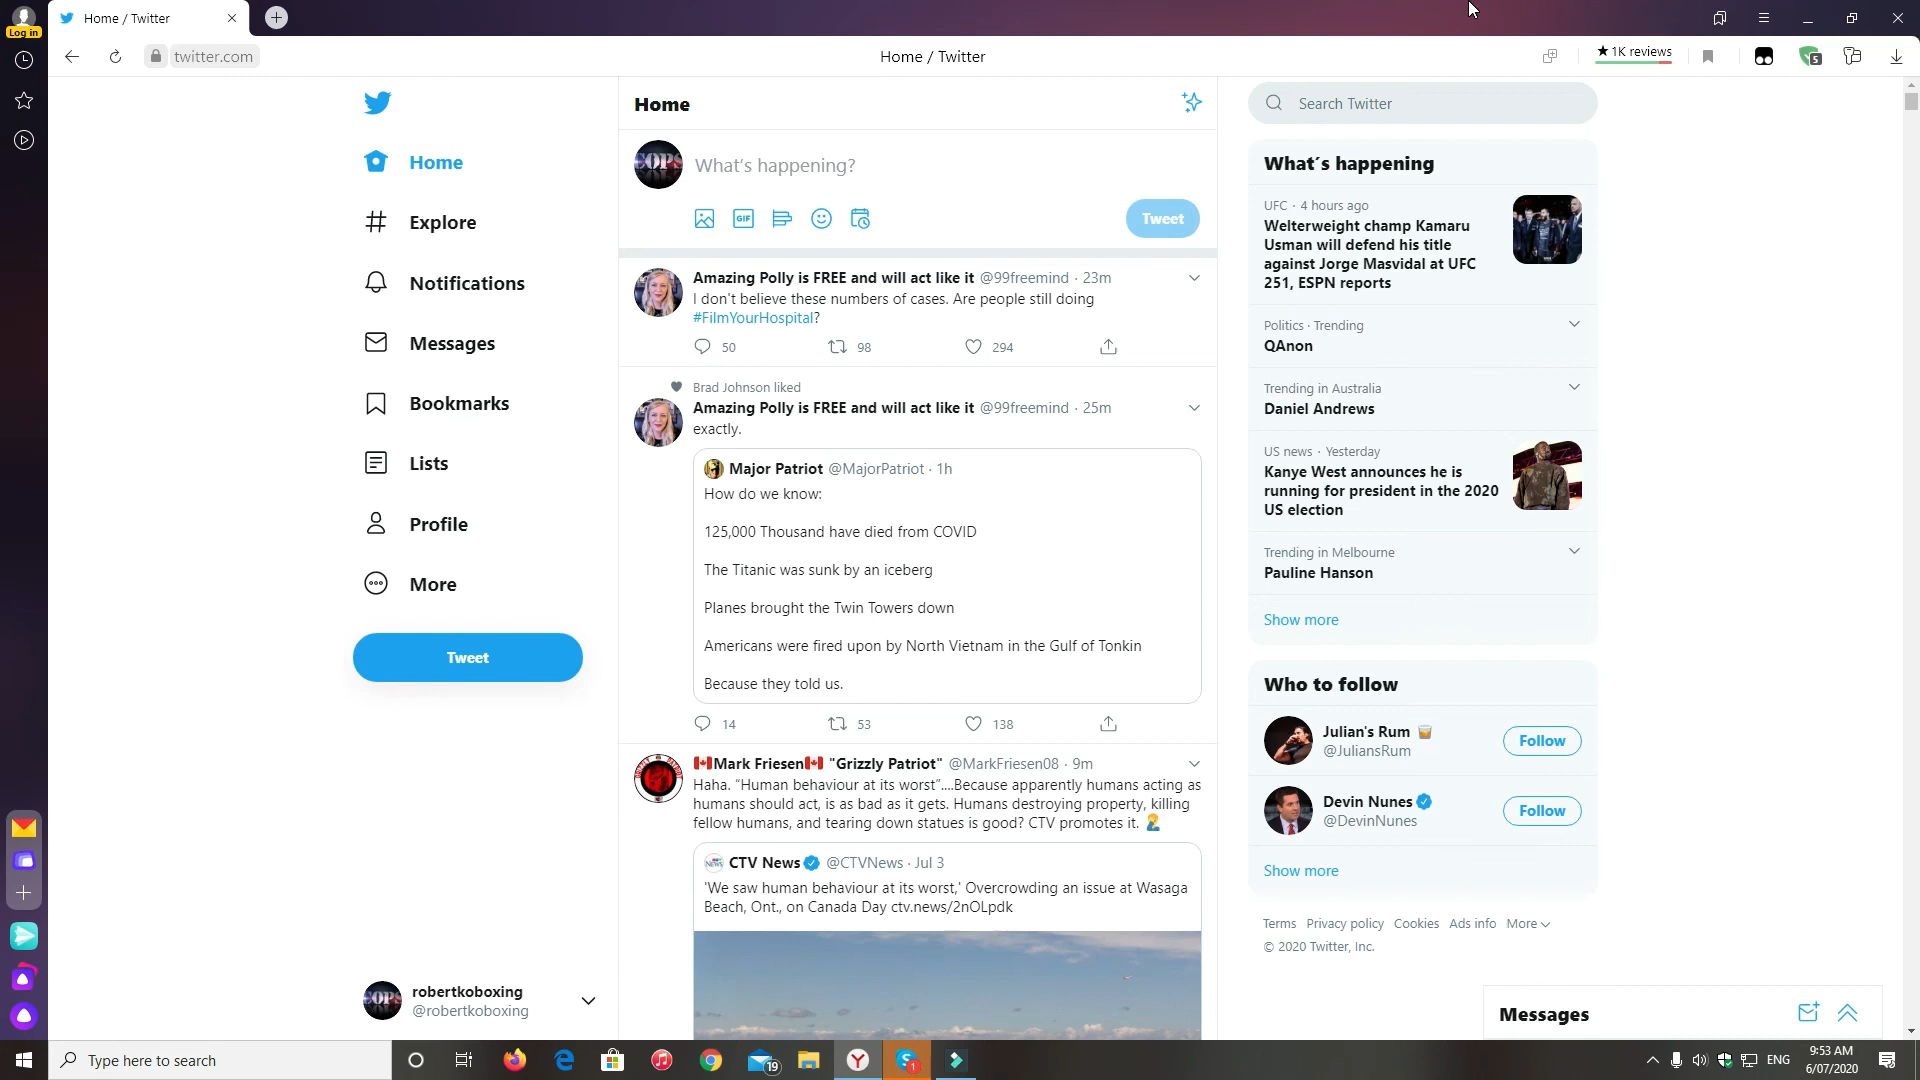 Log in
Home / Twitter
twitter.com
Home / Twitter
★ 1K reviews
5
Home
Explore
Notifications
Messages
Bookmarks
Lists
Profile
More
Tweet
robertkoboxing
@robertkoboxing
Home
COPS
What's happening?
GIF
Tweet
Amazing Polly is FREE and will act like it @99freemind · 23m
I don't believe these numbers of cases. Are people still doing
#FilmYourHospital?
50 98 294
Brad Johnson liked
Amazing Polly is FREE and will act like it @99freemind · 25m
exactly.
Major Patriot @MajorPatriot · 1h
How do we know:
125,000 Thousand have died from COVID
The Titanic was sunk by an iceberg
Planes brought the Twin Towers down
Americans were fired upon by North Vietnam in the Gulf of Tonkin
Because they told us.
14 53 138
🇨🇦Mark Friesen🇨🇦 "Grizzly Patriot" @MarkFriesen08 · 9m
Haha. “Human behaviour at its worst”....Because apparently humans acting as
humans should act, is as bad as it gets. Humans destroying property, killing
fellow humans, and tearing down statues is good? CTV promotes it.
CTV News @CTVNews · Jul 3
'We saw human behaviour at its worst,' Overcrowding an issue at Wasaga
Beach, Ont., on Canada Day ctv.news/2nOLpdk
Search Twitter
What's happening
UFC · 4 hours ago
Welterweight champ Kamaru
Usman will defend his title
against Jorge Masvidal at UFC
251, ESPN reports
Politics · Trending
QAnon
Trending in Australia
Daniel Andrews
US news · Yesterday
Kanye West announces he is
running for president in the 2020
US election
Trending in Melbourne
Pauline Hanson
Show more
Who to follow
Julian's Rum 🥃
@JuliansRum
Follow
Devin Nunes
@DevinNunes
Follow
Show more
Terms Privacy policy Cookies Ads info More
© 2020 Twitter, Inc.
Messages
Type here to search
19
1
ENG
9:53 AM
6/07/2020